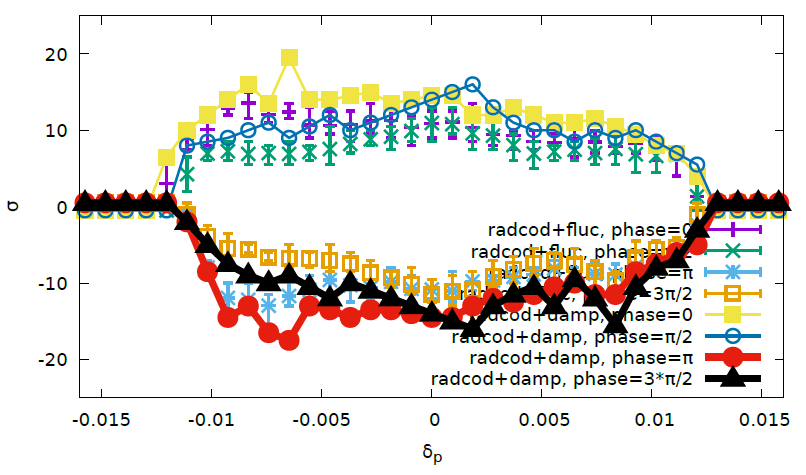 20
10
0
-10
-20
σ
radcod+fluc, phase=0
radcod+fluc, phase=
=π
=3π/2
radcod+damp, phase=0
radcod+damp, phase=π/2
radcod+damp, phase=π
radcod+damp, phase=3*π/2
-0.015 -0.01 -0.005 0 0.005 0.01 0.015
δp